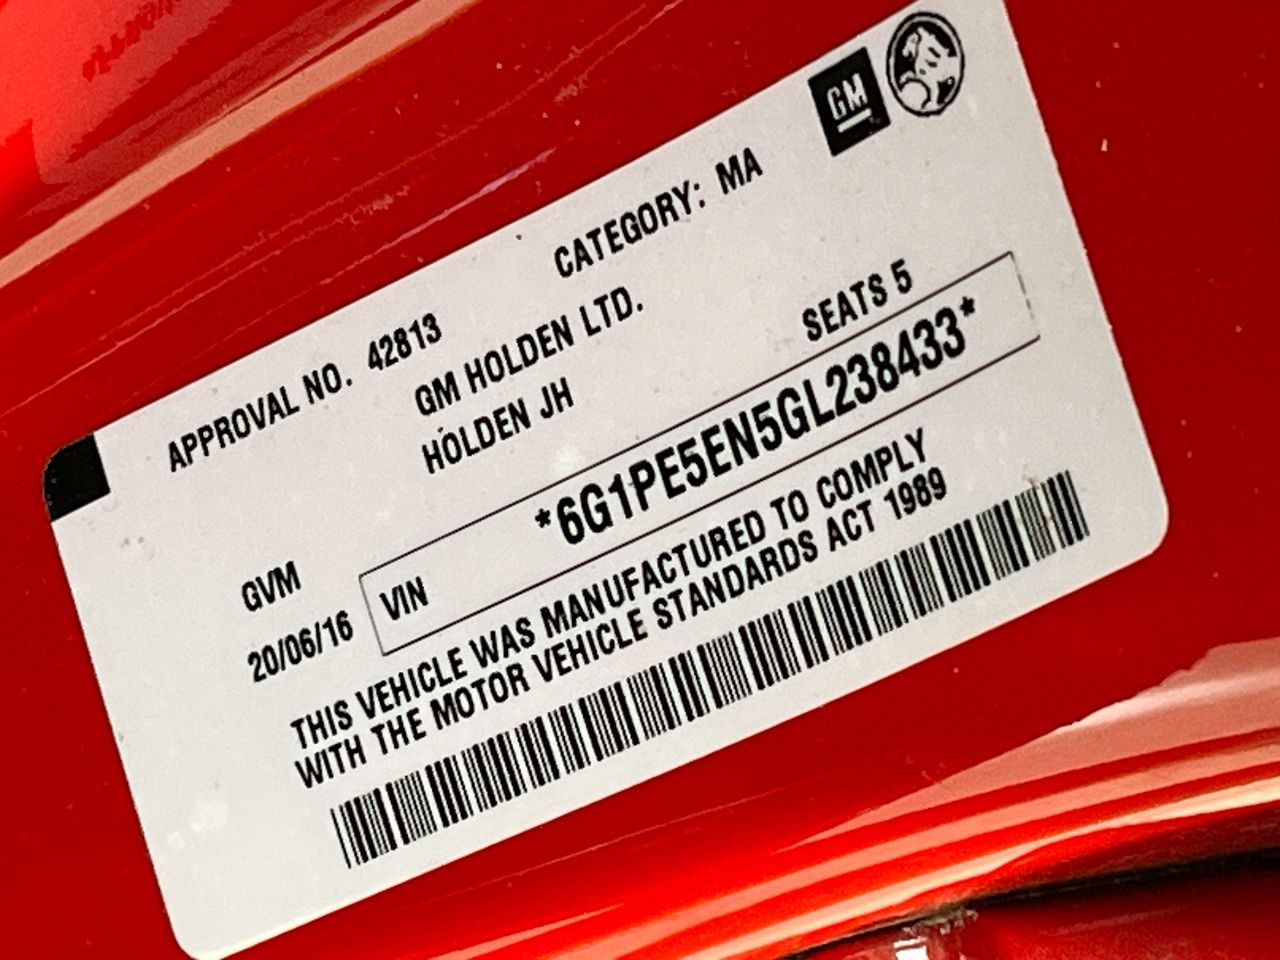 GM
APPROVAL NO. 42813 CATEGORY: MA
GM HOLDEN LTD.
HOLDEN JH SEATS 5
GVM
20/06/16 VIN *6G1PE5EN5GL238433*
THIS VEHICLE WAS MANUFACTURED TO COMPLY
WITH THE MOTOR VEHICLE STANDARDS ACT 1989